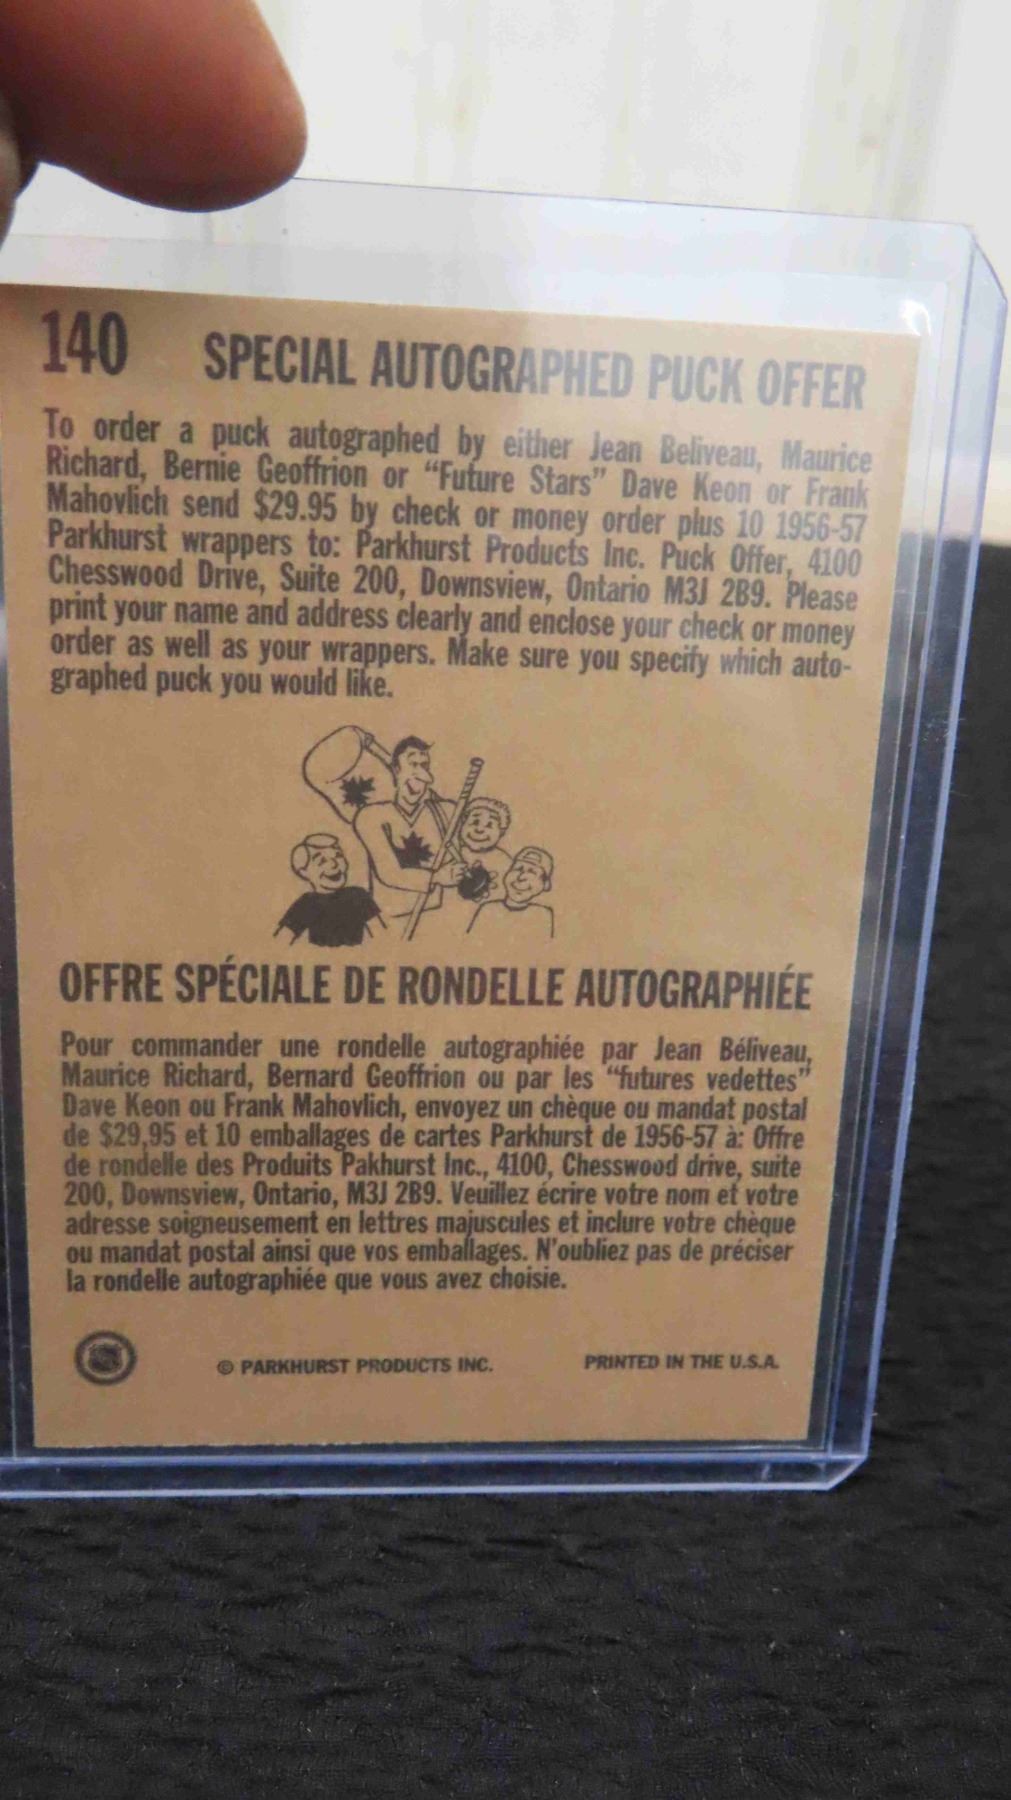 140 SPECIAL AUTOGRAPHED PUCK OFFER
To order a puck autographed by either Jean Beliveau, Maurice
Richard, Bernie Geoffrion or “Future Stars” Dave Keon or Frank
Mahovlich send $29.95 by check or money order plus 10 1956-57
Parkhurst wrappers to: Parkhurst Products Inc. Puck Offer, 4100
Chesswood Drive, Suite 200, Downsview, Ontario M3J 2B9. Please
print your name and address clearly and enclose your check or money
order as well as your wrappers. Make sure you specify which auto-
graphed puck you would like.
OFFRE SPÉCIALE DE RONDELLE AUTOGRAPHIÉE
Pour commander une rondelle autographiée par Jean Béliveau,
Maurice Richard, Bernard Geoffrion ou par les “futures vedettes”
Dave Keon ou Frank Mahovlich, envoyez un chèque ou mandat postal
de $29,95 et 10 emballages de cartes Parkhurst de 1956-57 à: Offre
de rondelle des Produits Pakhurst Inc., 4100, Chesswood drive, suite
200, Downsview, Ontario, M3J 2B9. Veuillez écrire votre nom et votre
adresse soigneusement en lettres majuscules et inclure votre chèque
ou mandat postal ainsi que vos emballages. N'oubliez pas de préciser
la rondelle autographiée que vous avez choisie.
© PARKHURST PRODUCTS INC. PRINTED IN THE U.S.A.